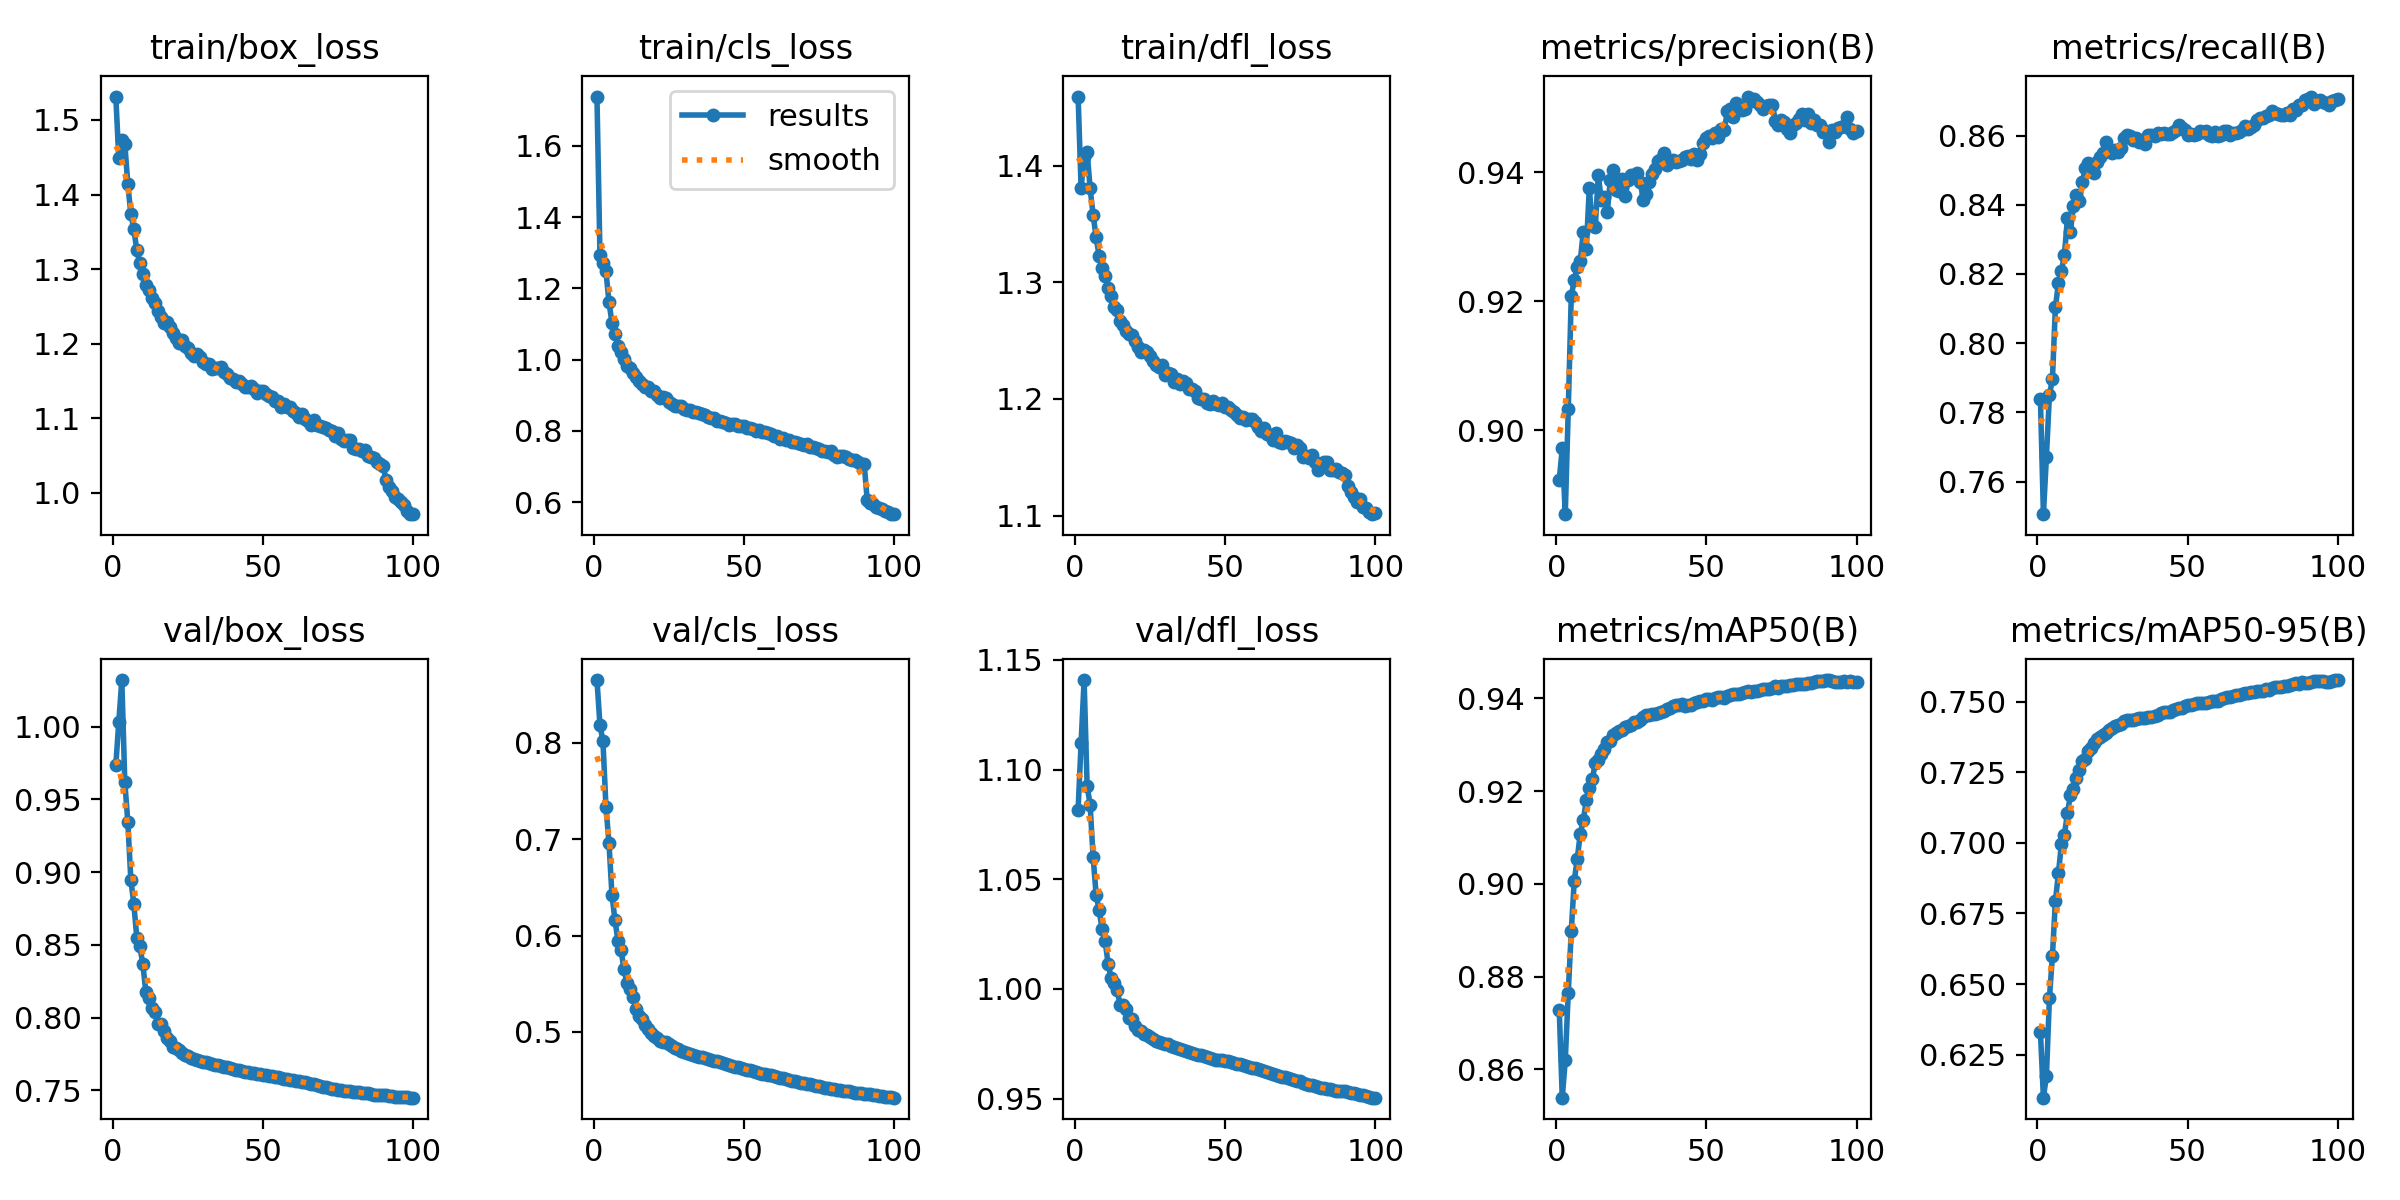 train/box_loss
1.5
1.4
1.3
1.2
1.1
1.0
0 50 100
train/cls_loss
results
smooth
1.6
1.4
1.2
1.0
0.8
0.6
0 50 100
train/dfl_loss
1.4
1.3
1.2
1.1
0 50 100
metrics/precision(B)
0.94
0.92
0.90
0 50 100
metrics/recall(B)
0.86
0.84
0.82
0.80
0.78
0.76
0 50 100
val/box_loss
1.00
0.95
0.90
0.85
0.80
0.75
0 50 100
val/cls_loss
0.8
0.7
0.6
0.5
0 50 100
val/dfl_loss
1.15
1.10
1.05
1.00
0.95
0 50 100
metrics/mAP50(B)
0.94
0.92
0.90
0.88
0.86
0 50 100
metrics/mAP50-95(B)
0.750
0.725
0.700
0.675
0.650
0.625
0 50 100